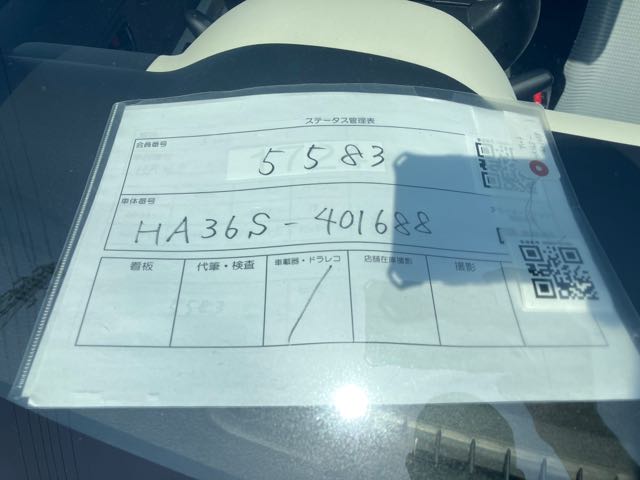 ステータス管理表
会員番号
5583
車体番号
HA36S-401688
看板
代筆・検査
車載器・ドラレコ
店舗在庫撮影
撮影